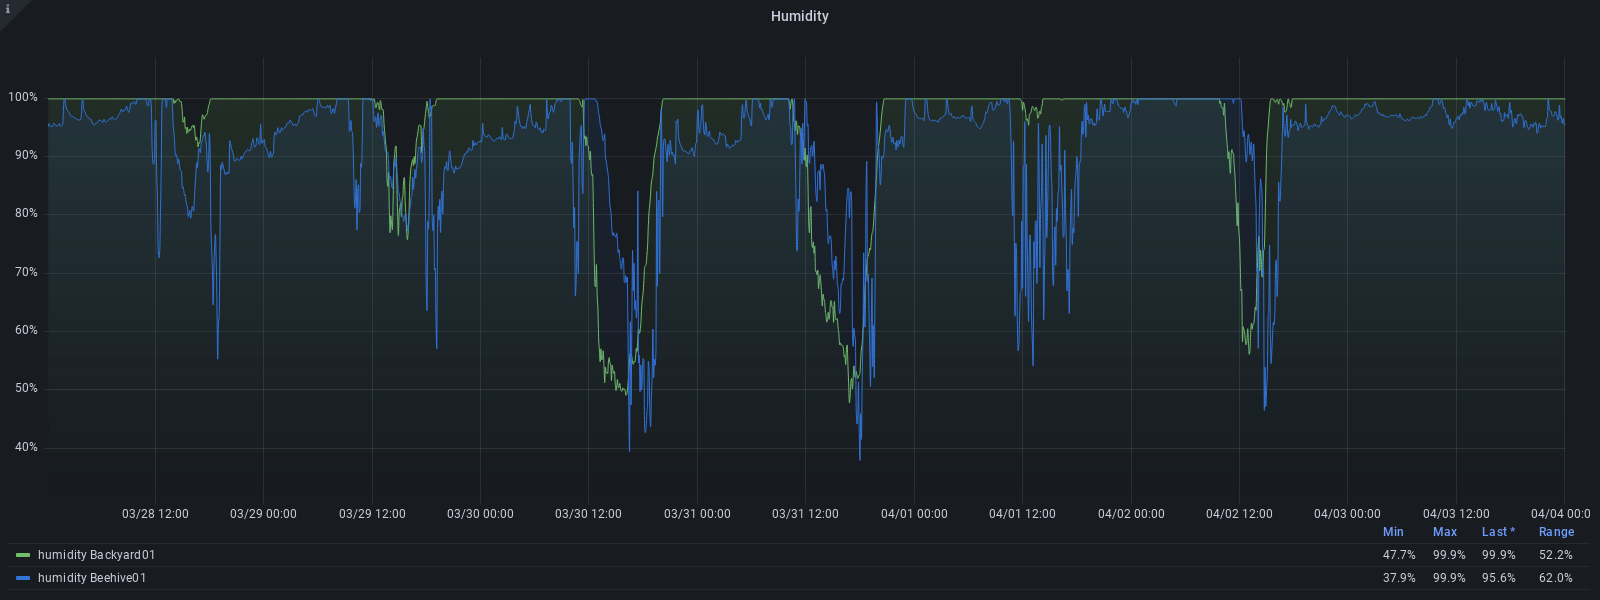 i
Humidity
100%
90%
80%
70%
60%
50%
40%
03/28 12:00 03/29 00:00 03/29 12:00 03/30 00:00 03/30 12:00 03/31 00:00 03/31 12:00 04/01 00:00 04/01 12:00 04/02 00:00 04/02 12:00 04/03 00:00 04/03 12:00 04/04 00:0
Min Max Last * Range
humidity Backyard01 47.7% 99.9% 99.9% 52.2%
humidity Beehive01 37.9% 99.9% 95.6% 62.0%